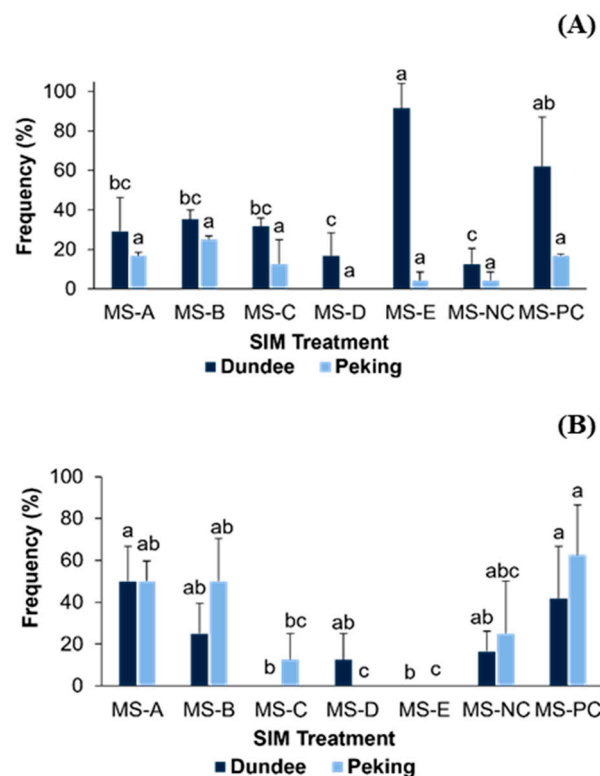 (A)
Frequency (%)
100
80
60
40
20
0
bc
a
bc
a
bc
a
c
a
a
a
c
a
ab
a
MS-A MS-B MS-C MS-D MS-E MS-NC MS-PC
SIM Treatment
Dundee Peking
(B)
Frequency (%)
100
80
60
40
20
0
a
ab
ab
ab
b
bc
ab
c
b
c
ab
abc
a
a
MS-A MS-B MS-C MS-D MS-E MS-NC MS-PC
SIM Treatment
Dundee Peking